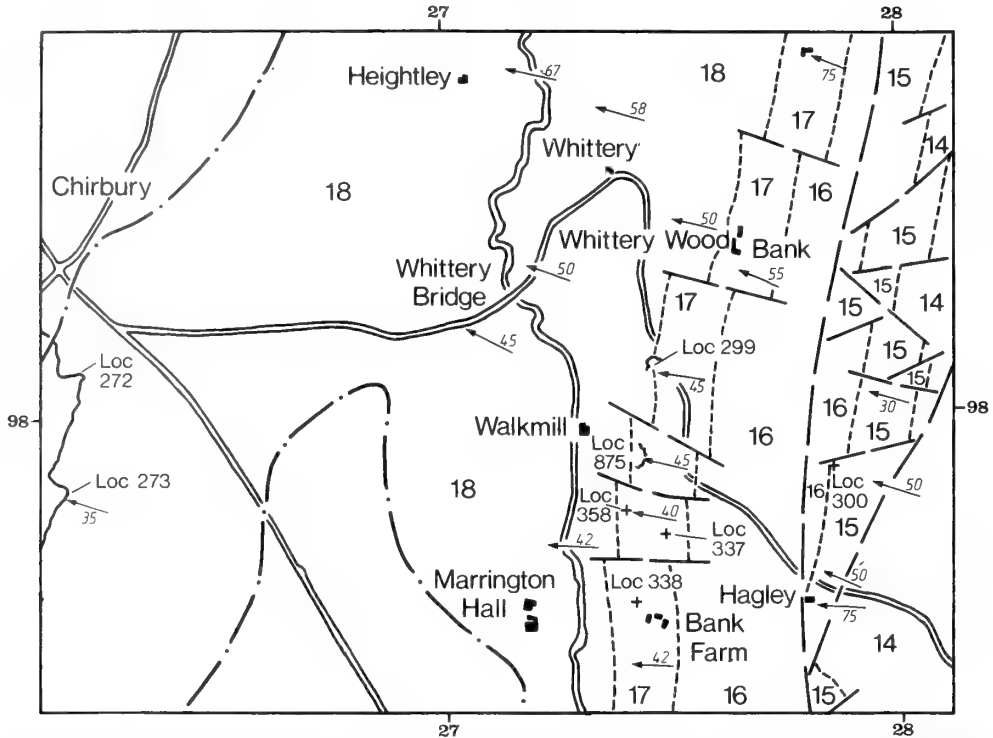 27
28
Heightley
67
18
75
15
58
17
14
Whittery
Chirbury
18
17
16
50
Whittery Wood
Bank
15
Whittery
Bridge
50
55
17
15
15
14
45
Loc 299
15
Loc
272
45
15
98
Walkmill
16
16
30
98
15
Loc
875
45
Loc 273
18
Loc
358
16
Loc
300
50
35
40
15
Loc
337
42
Marrington
Hall
Loc 338
Hagley
50
75
Bank
Farm
14
42
17
16
15
27
28